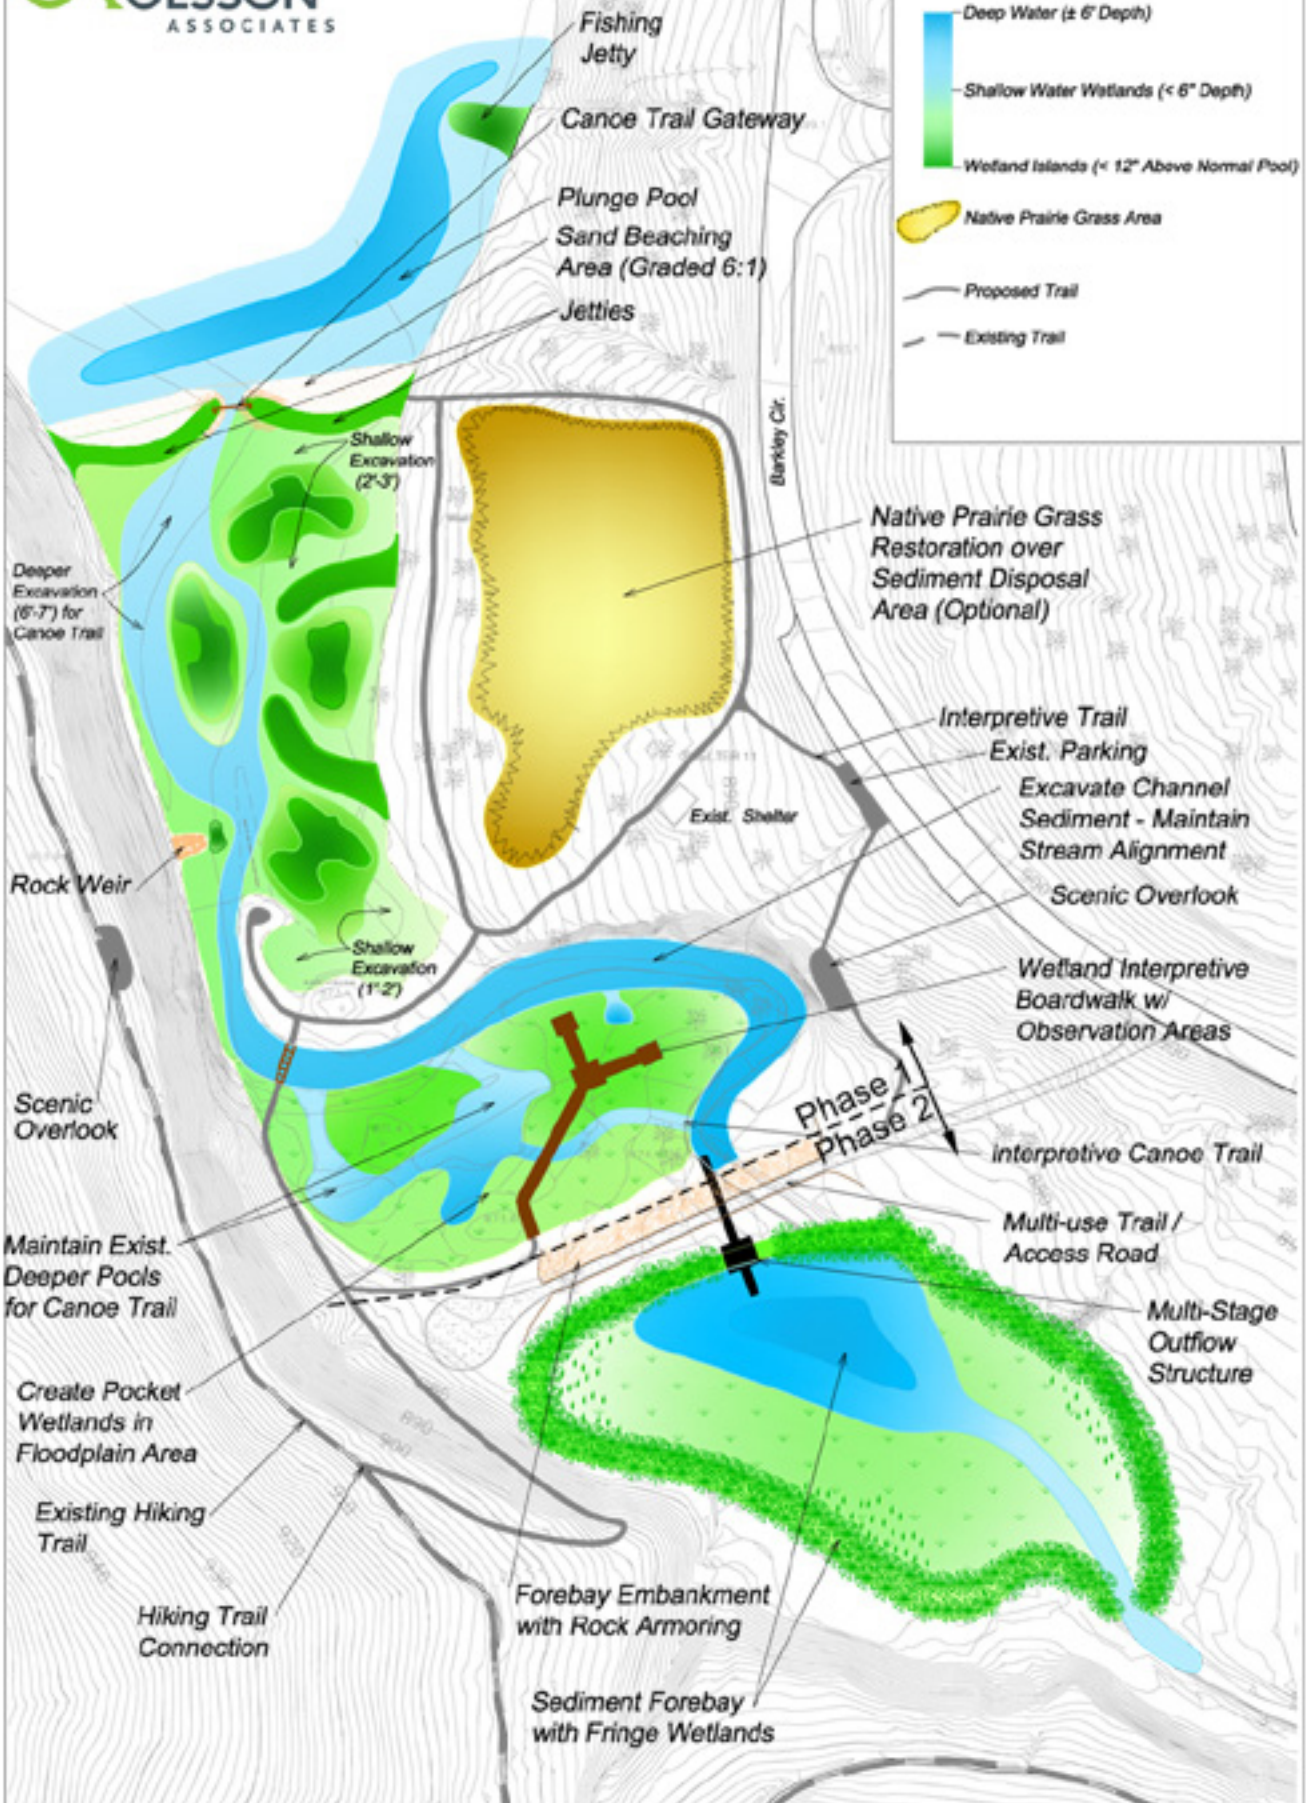 ASSOCIATES
Fishing
Jetty
Canoe Trail Gateway
Plunge Pool
Sand Beaching
Area (Graded 6:1)
Jetties
Deep Water (± 6' Depth)
Shallow Water Wetlands (< 6" Depth)
Wetland Islands (< 12" Above Normal Pool)
Native Prairie Grass Area
Proposed Trail
Existing Trail
Barkley Cir.
Shallow
Excavation
(2'-3')
Deeper
Excavation
(6'-7') for
Canoe Trail
Native Prairie Grass
Restoration over
Sediment Disposal
Area (Optional)
Interpretive Trail
Exist. Parking
Excavate Channel
Sediment - Maintain
Stream Alignment
Exist. Shelter
Rock Weir
Scenic Overlook
Shallow
Excavation
(1'-2')
Wetland Interpretive
Boardwalk w/
Observation Areas
Scenic
Overlook
Phase 1
Phase 2
Interpretive Canoe Trail
Multi-use Trail /
Access Road
Maintain Exist.
Deeper Pools
for Canoe Trail
Multi-Stage
Outflow
Structure
Create Pocket
Wetlands in
Floodplain Area
890
900
Existing Hiking
Trail
910
920
930
940
Hiking Trail
Connection
Forebay Embankment
with Rock Armoring
Sediment Forebay
with Fringe Wetlands